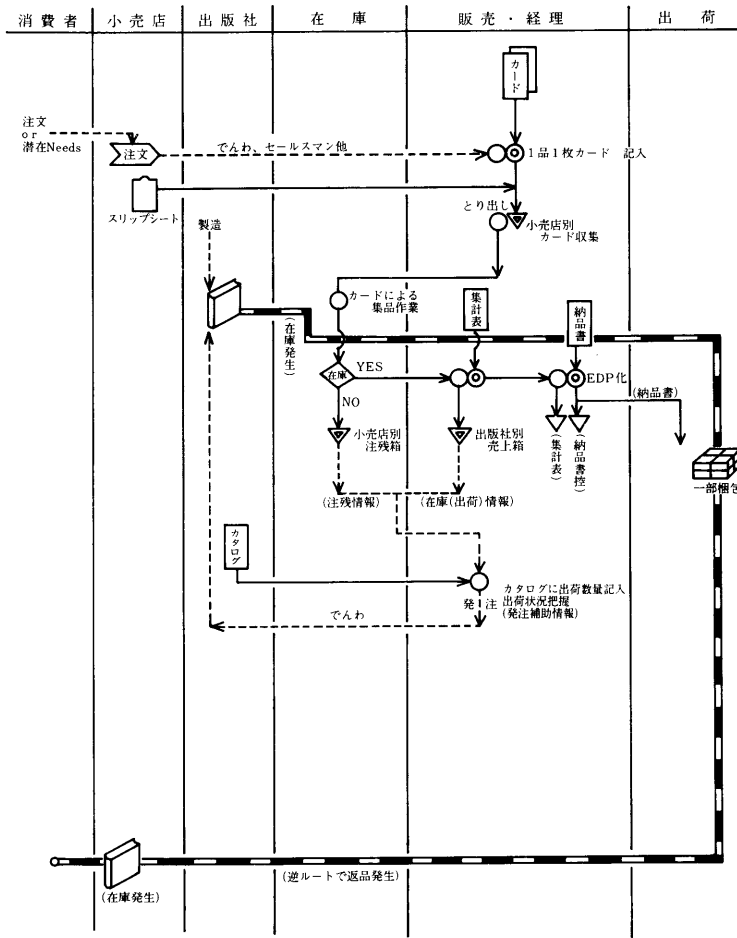 消費者 小売店 出版社 在庫 販売・経理 出荷
カード
注文
or
潜在Needs
注文
でんわ、セールスマン他
1品1枚カード 記入
スリップシート
とり出し
小売店別
カード収集
製造
カードによる
集品作業
集計表
納品書
(在庫発生)
在庫
YES
EDP化
NO
(納品書)
小売店別
注残箱
出版社別
売上箱
(集計表)
(納品書控)
一部梱包
(注残情報)
(在庫(出荷)情報)
カタログ
カタログに出荷数量記入
発注
出荷状況把握
(発注補助情報)
でんわ
(在庫発生)
(逆ルートで返品発生)